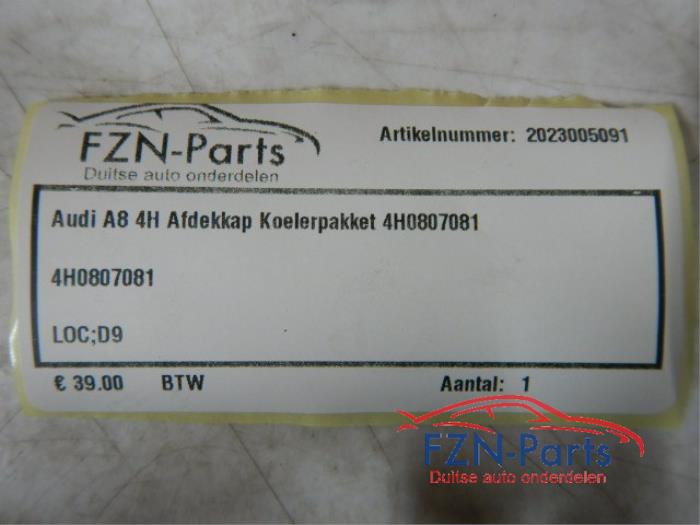 FZN-Parts
Duitse auto onderdelen
Artikelnummer: 2023005091
Audi A8 4H Afdekkap Koelerpakket 4H0807081
4H0807081
LOC;D9
€ 39.00 BTW Aantal: 1
FZN-Parts
Duitse auto onderdelen